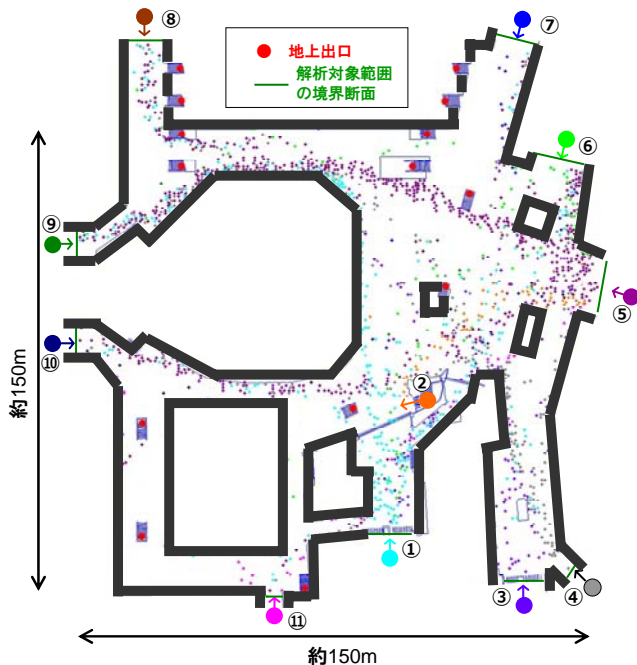 ⑧
⑦
地上出口
解析対象範囲
の境界断面
⑥
⑨
⑤
⑩
②
約150m
①
③
④
⑪
約150m